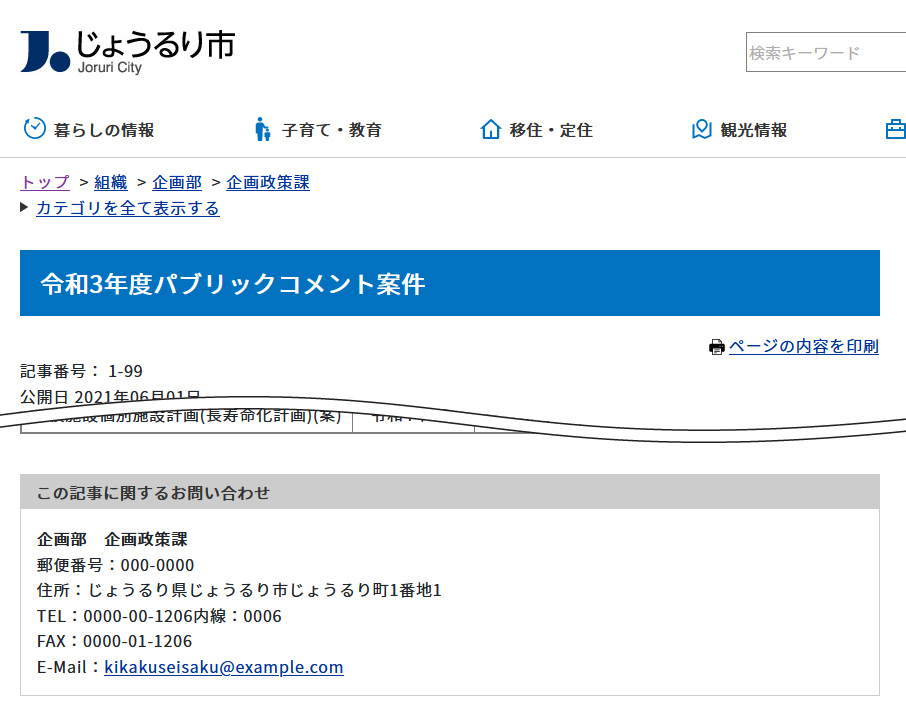 じょうるり市
Joruri City
検索キーワード
暮らしの情報 子育て・教育 移住・定住 観光情報
トップ > 組織 > 企画部 > 企画政策課
カテゴリを全て表示する
令和3年度パブリックコメント案件
ページの内容を印刷
記事番号： 1-99
公開日 2021年06月01日
施設個別施設計画(長寿命化計画)(案) 令和
この記事に関するお問い合わせ
企画部　企画政策課
郵便番号：000-0000
住所：じょうるり県じょうるり市じょうるり町1番地1
TEL：0000-00-1206内線：0006
FAX：0000-01-1206
E-Mail：kikakuseisaku@example.com